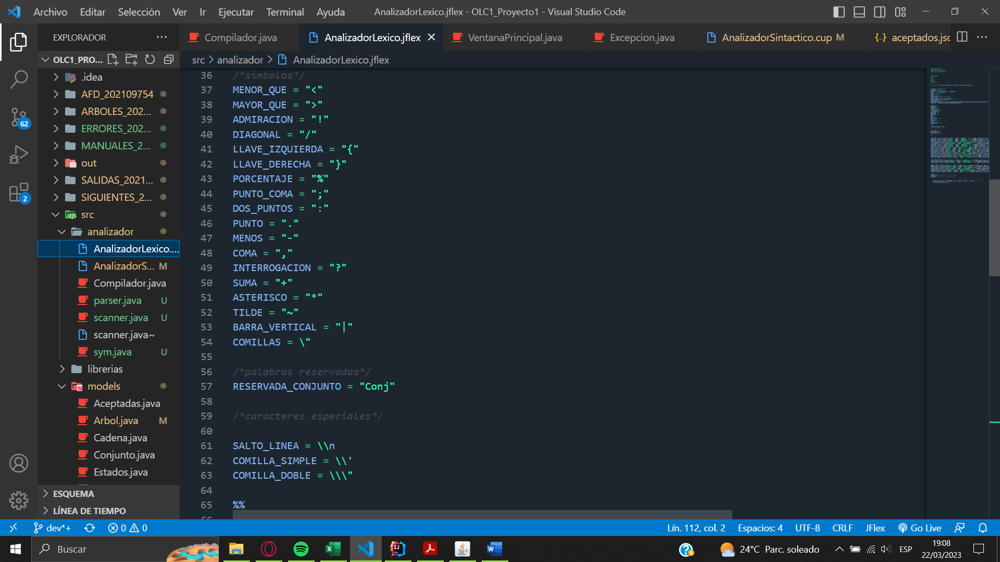 Archivo Editar Selección Ver Ir Ejecutar Terminal Ayuda AnalizadorLexico.jflex - OLC1_Proyecto1 - Visual Studio Code
EXPLORADOR
Compilador.java AnalizadorLexico.jflex VentanaPrincipal.java Excepcion.java AnalizadorSintactico.cup M {..} aceptados.jsc
OLC1_PRO...
src > analizador > AnalizadorLexico.jflex
.idea
AFD_202109754
ARBOLES_202...
ERRORES_202...
MANUALES_2...
out
SALIDAS_2021...
SIGUIENTES_2...
src
analizador
AnalizadorLexico....
AnalizadorS... M
Compilador.java
parser.java U
scanner.java U
scanner.java~
sym.java U
librerias
models
Aceptadas.java
Arbol.java M
Cadena.java
Conjunto.java
Estados.java
ESQUEMA
LÍNEA DE TIEMPO
62
2
36 /*simbolos*/
37 MENOR_QUE = "<"
38 MAYOR_QUE = ">"
39 ADMIRACION = "!"
40 DIAGONAL = "/"
41 LLAVE_IZQUIERDA = "{"
42 LLAVE_DERECHA = "}"
43 PORCENTAJE = "%"
44 PUNTO_COMA = ";"
45 DOS_PUNTOS = ":"
46 PUNTO = "."
47 MENOS = "-"
48 COMA = ","
49 INTERROGACION = "?"
50 SUMA = "+"
51 ASTERISCO = "*"
52 TILDE = "~"
53 BARRA_VERTICAL = "|"
54 COMILLAS = \"
55
56 /*palabras reservadas*/
57 RESERVADA_CONJUNTO = "Conj"
58
59 /*caracteres especiales*/
60
61 SALTO_LINEA = \\n
62 COMILLA_SIMPLE = \\'
63 COMILLA_DOBLE = \\\"
64
65 %%
dev*+ 0 0 Lín. 112, col. 2 Espacios: 4 UTF-8 CRLF JFlex Go Live
Buscar 24°C Parc. soleado ESP 19:08
22/03/2023